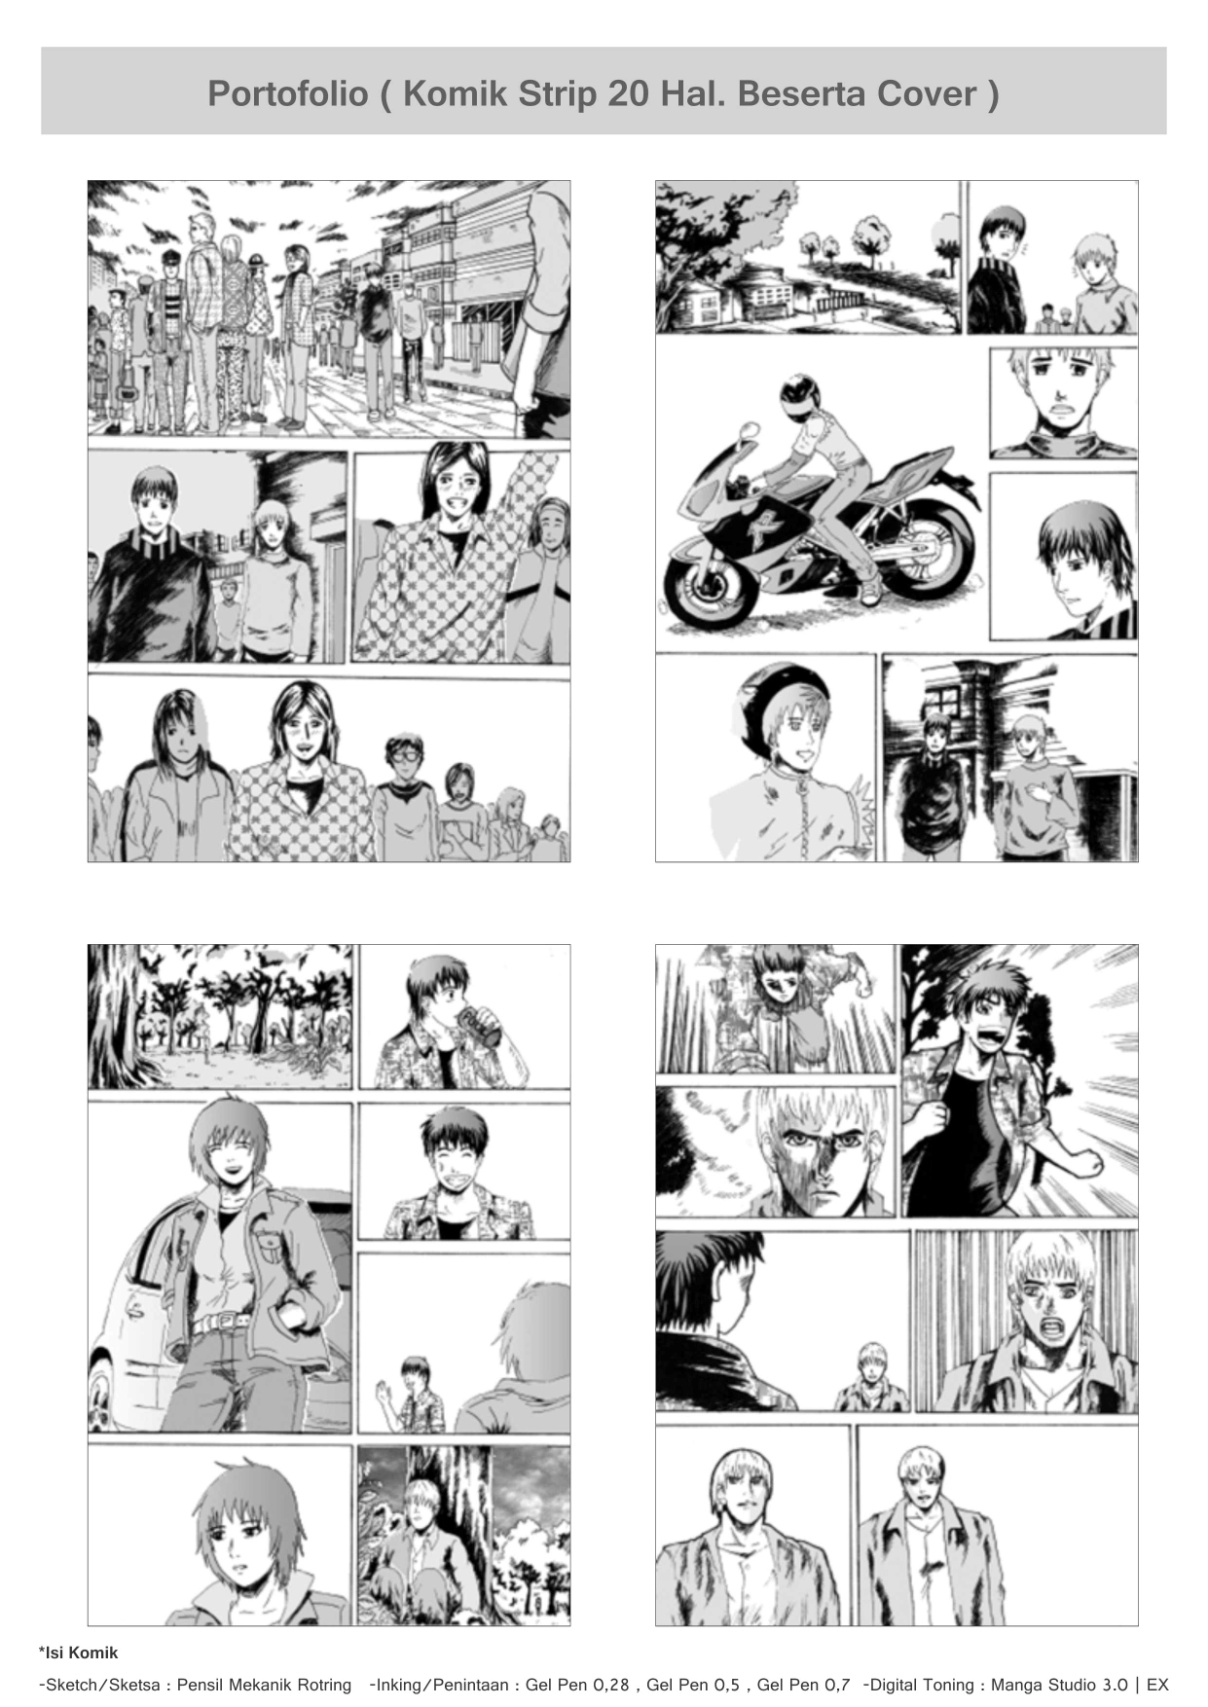 Portofolio ( Komik Strip 20 Hal. Beserta Cover )
*Isi Komik
-Sketch/Sketsa : Pensil Mekanik Rotring -Inking/Penintaan : Gel Pen 0,28 , Gel Pen 0,5 , Gel Pen 0,7 -Digital Toning : Manga Studio 3.0 | EX